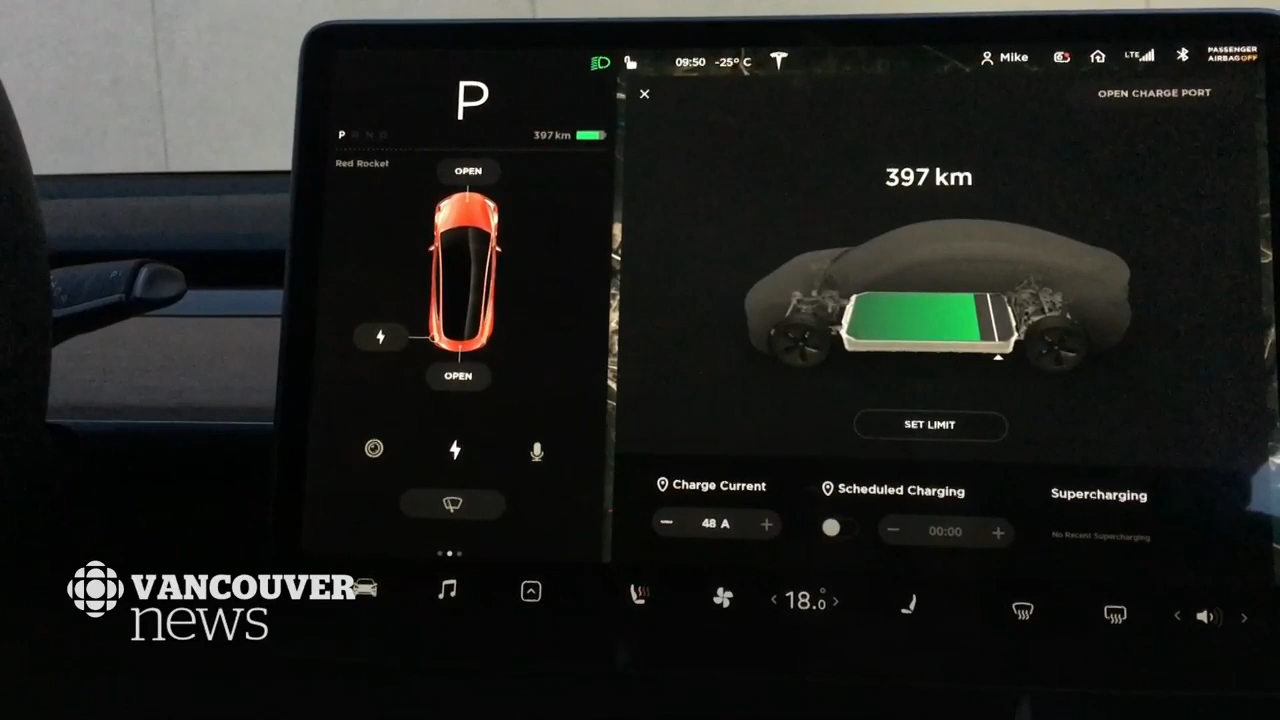 09:50 -25° C
Mike
LTE
PASSENGER
AIRBAG OFF
P
P R N D
397 km
Red Rocket
OPEN
OPEN
OPEN CHARGE PORT
397 km
SET LIMIT
Charge Current
48 A
Scheduled Charging
00:00
Supercharging
No Recent Supercharging
18.0
VANCOUVER
news